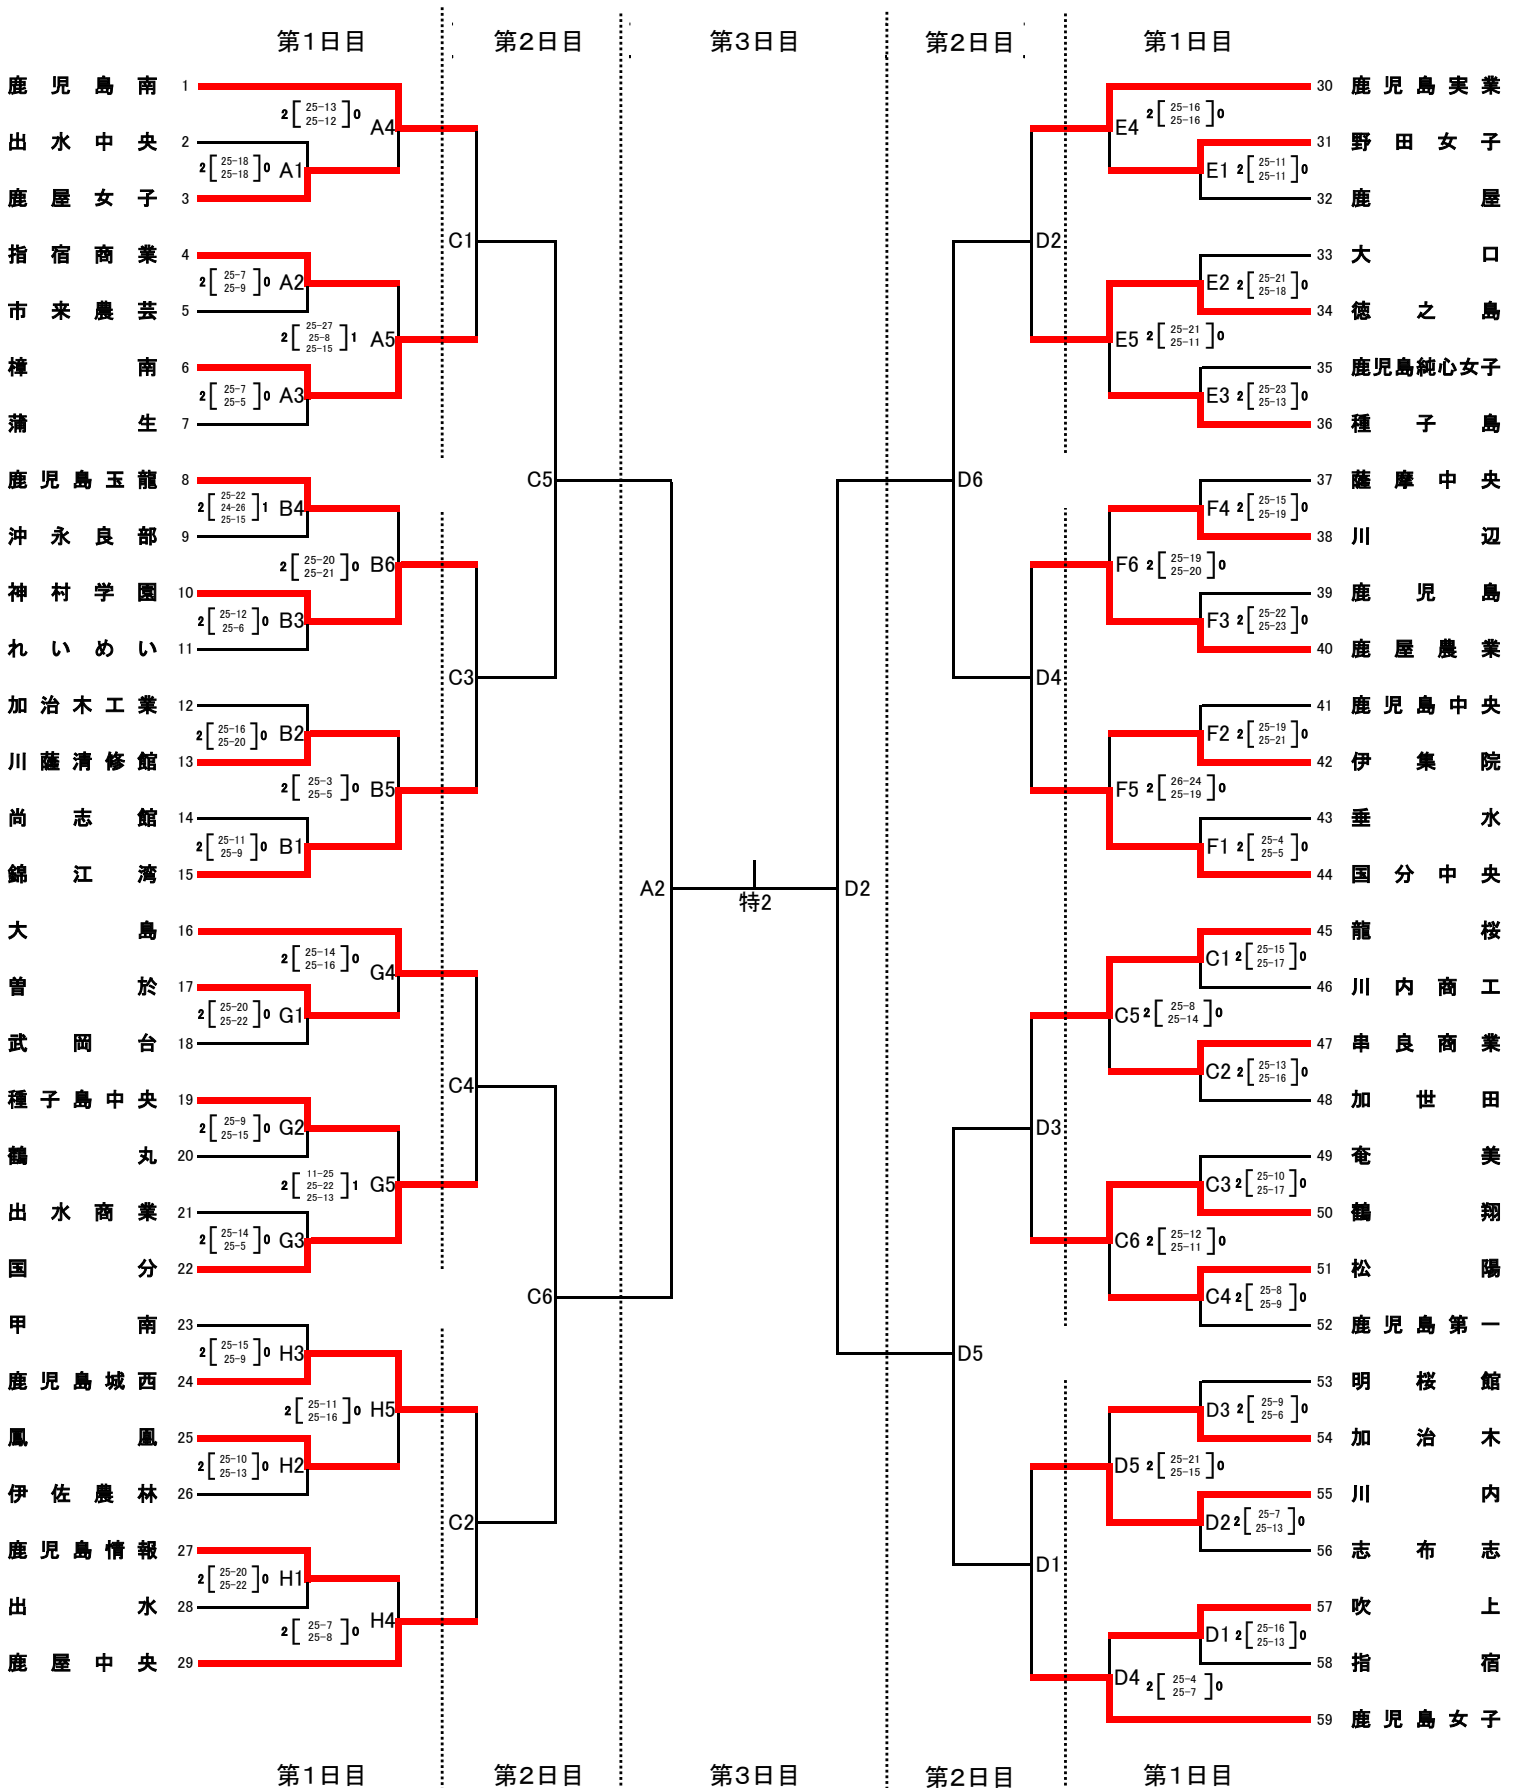 第1日目 第2日目 第3日目 第2日目 第1日目
鹿児島南 1
2 [25-13 25-12] 0 A4
出水中央 2
2 [25-18 25-18] 0 A1
鹿屋女子 3
C1
指宿商業 4
2 [25-7 25-9] 0 A2
市来農芸 5
2 [25-27 25-8 25-15] 1 A5
樟南 6
2 [25-7 25-5] 0 A3
蒲生 7
C5
鹿児島玉龍 8
2 [25-22 24-26 25-15] 1 B4
沖永良部 9
2 [25-20 25-21] 0 B6
神村学園 10
2 [25-12 25-6] 0 B3
れいめい 11
C3
加治木工業 12
2 [25-16 25-20] 0 B2
川薩清修館 13
2 [25-3 25-5] 0 B5
尚志館 14
2 [25-11 25-9] 0 B1
錦江湾 15
A2
特2
D2
大島 16
2 [25-14 25-16] 0 G4
曽於 17
2 [25-20 25-22] 0 G1
武岡台 18
C4
種子島中央 19
2 [25-9 25-15] 0 G2
鶴丸 20
2 [11-25 25-22 25-13] 1 G5
出水商業 21
2 [25-14 25-5] 0 G3
国分 22
C6
甲南 23
2 [25-15 25-9] 0 H3
鹿児島城西 24
2 [25-11 25-16] 0 H5
鳳凰 25
2 [25-10 25-13] 0 H2
伊佐農林 26
C2
鹿児島情報 27
2 [25-20 25-22] 0 H1
出水 28
2 [25-7 25-8] 0 H4
鹿屋中央 29
30 鹿児島実業
E4 2 [25-16 25-16] 0
31 野田女子
E1 2 [25-11 25-11] 0
32 鹿屋
D2
33 大口
E2 2 [25-21 25-18] 0
34 徳之島
E5 2 [25-21 25-11] 0
35 鹿児島純心女子
E3 2 [25-23 25-13] 0
36 種子島
D6
37 薩摩中央
F4 2 [25-15 25-19] 0
38 川辺
F6 2 [25-19 25-20] 0
39 鹿児島
F3 2 [25-22 25-23] 0
40 鹿屋農業
D4
41 鹿児島中央
F2 2 [25-19 25-21] 0
42 伊集院
F5 2 [26-24 25-19] 0
43 垂水
F1 2 [25-4 25-5] 0
44 国分中央
45 龍桜
C1 2 [25-15 25-17] 0
46 川内商工
C5 2 [25-8 25-14] 0
47 串良商業
C2 2 [25-13 25-16] 0
48 加世田
D3
49 奄美
C3 2 [25-10 25-17] 0
50 鶴翔
C6 2 [25-12 25-11] 0
51 松陽
C4 2 [25-8 25-9] 0
52 鹿児島第一
D5
53 明桜館
D3 2 [25-9 25-6] 0
54 加治木
D5 2 [25-21 25-15] 0
55 川内
D2 2 [25-7 25-13] 0
56 志布志
D1
57 吹上
D1 2 [25-16 25-13] 0
58 指宿
D4 2 [25-4 25-7] 0
59 鹿児島女子
第1日目 第2日目 第3日目 第2日目 第1日目